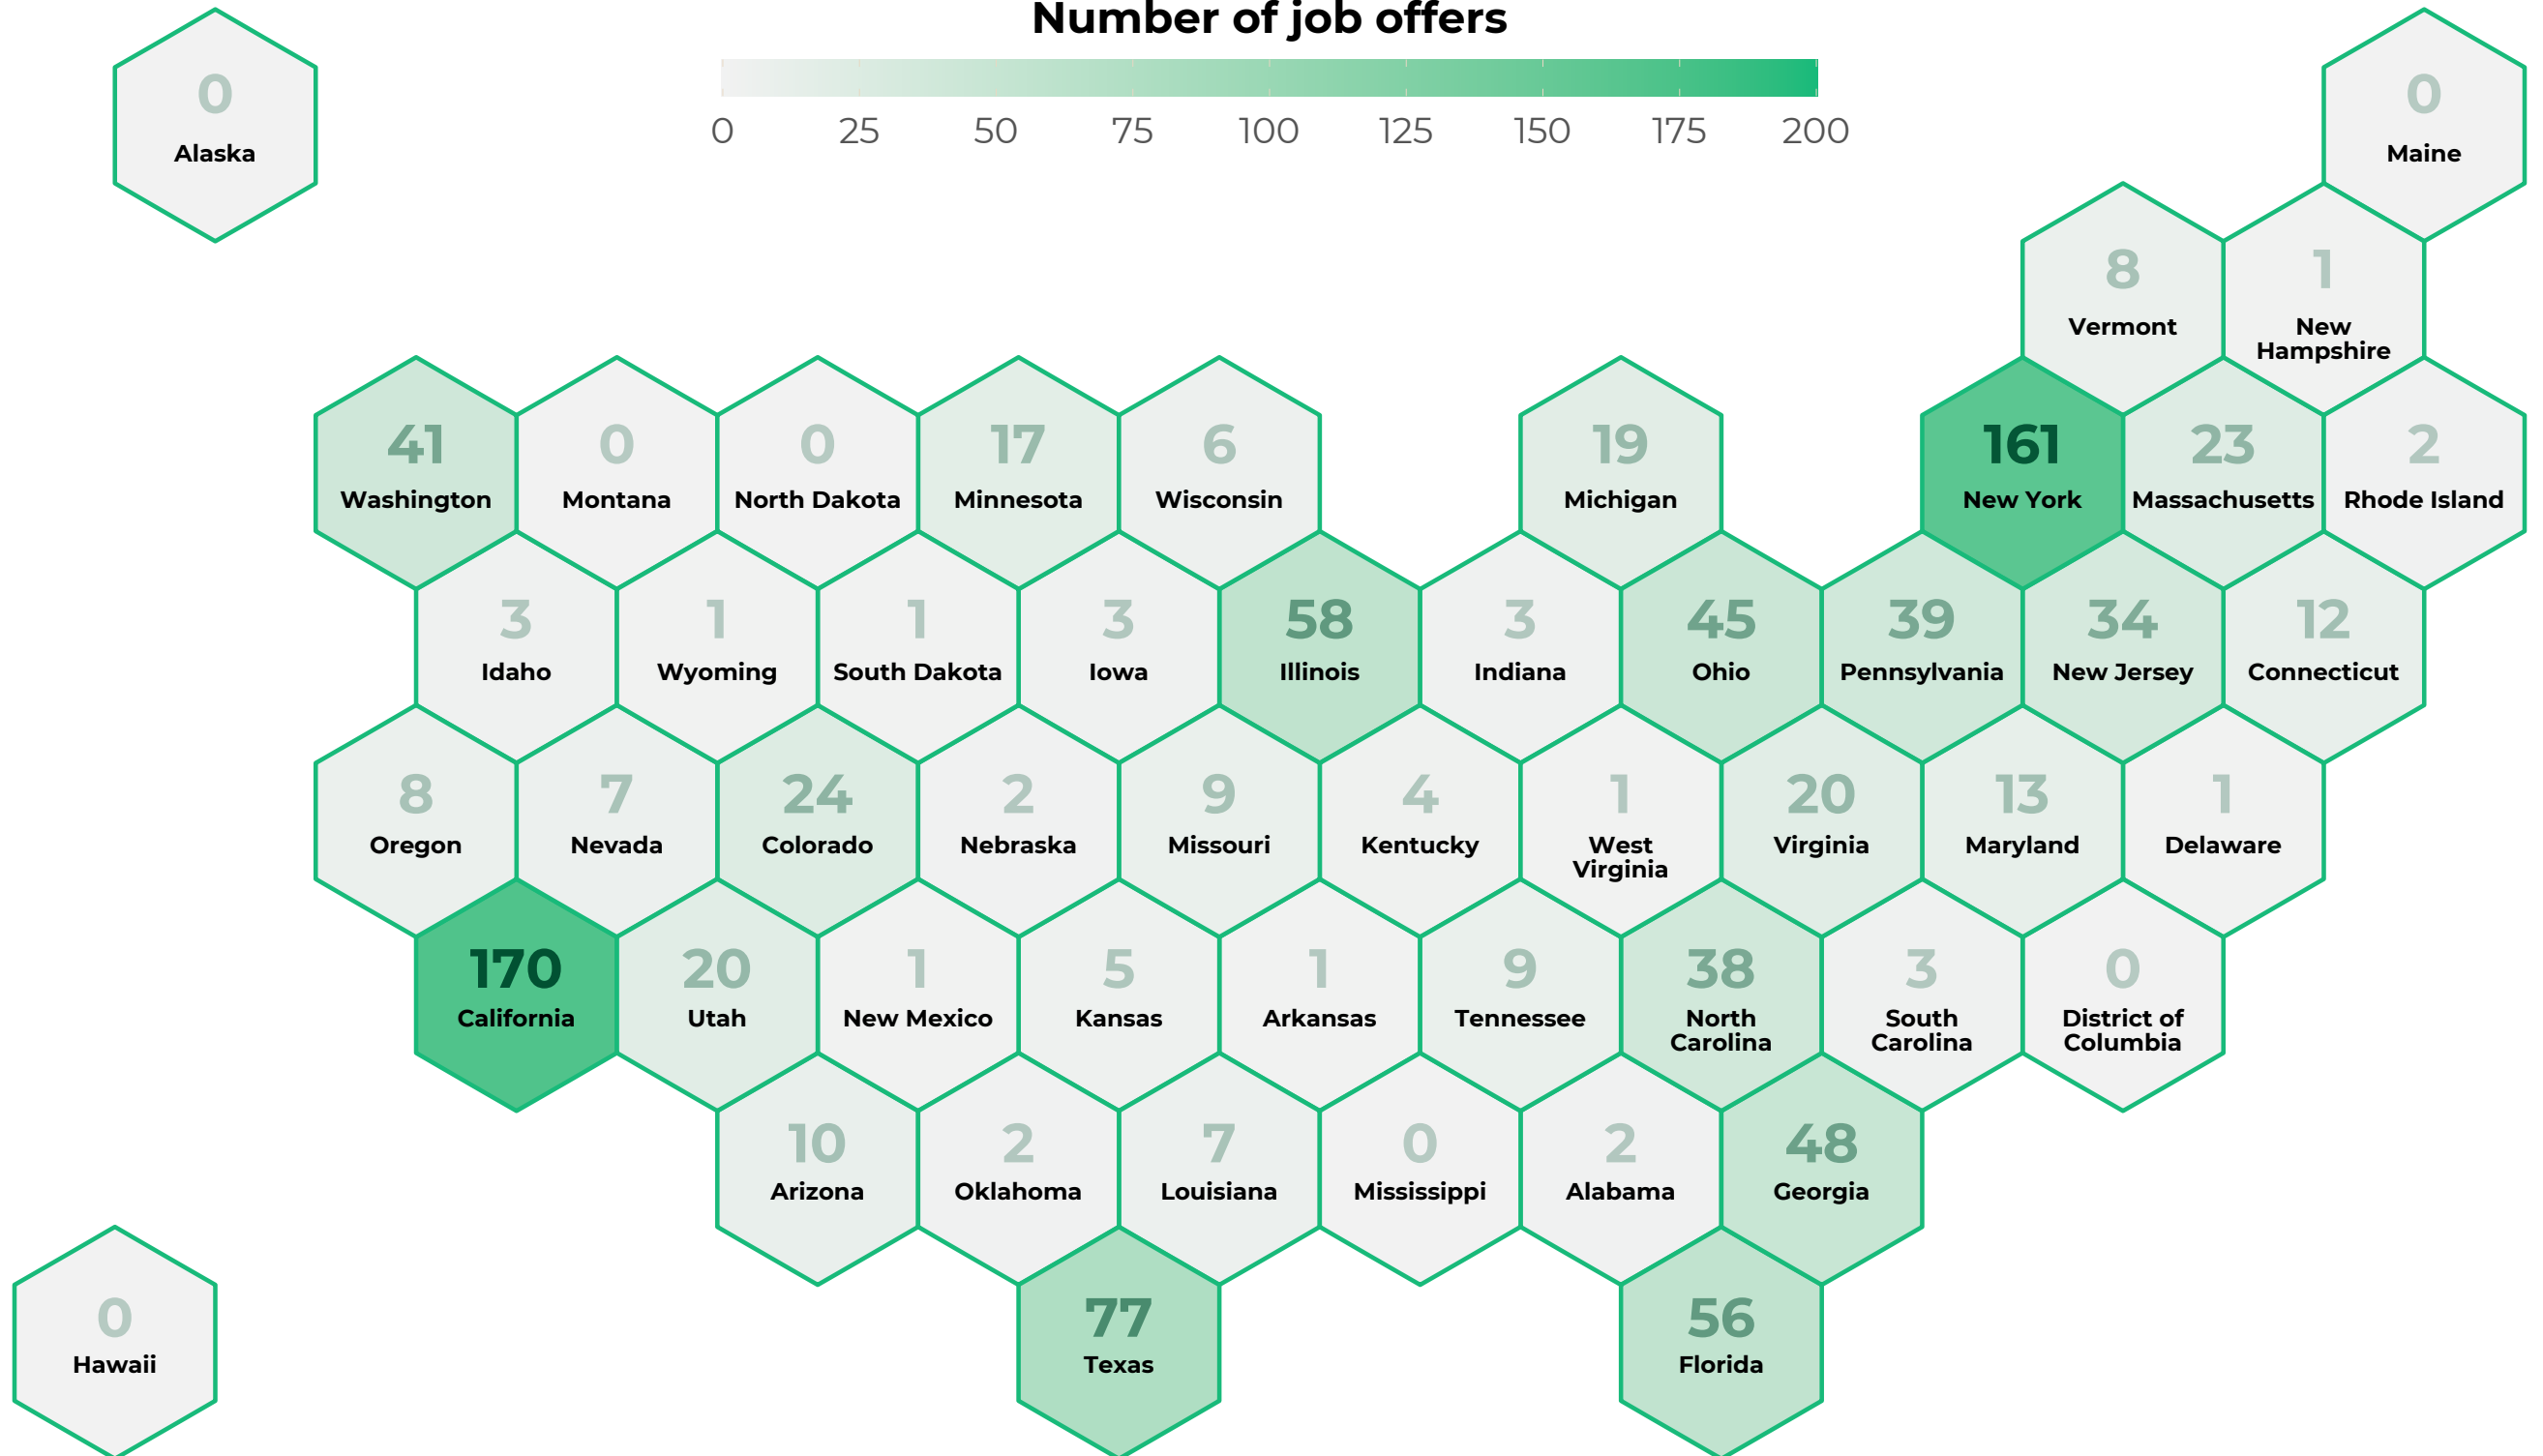 Number of job offers
0 25 50 75 100 125 150 175 200
0
Alaska
0
Maine
8
Vermont
1
New
Hampshire
41
Washington
0
Montana
0
North Dakota
17
Minnesota
6
Wisconsin
19
Michigan
161
New York
23
Massachusetts
2
Rhode Island
3
Idaho
1
Wyoming
1
South Dakota
3
Iowa
58
Illinois
3
Indiana
45
Ohio
39
Pennsylvania
34
New Jersey
12
Connecticut
8
Oregon
7
Nevada
24
Colorado
2
Nebraska
9
Missouri
4
Kentucky
1
West
Virginia
20
Virginia
13
Maryland
1
Delaware
170
California
20
Utah
1
New Mexico
5
Kansas
1
Arkansas
9
Tennessee
38
North
Carolina
3
South
Carolina
0
District of
Columbia
10
Arizona
2
Oklahoma
7
Louisiana
0
Mississippi
2
Alabama
48
Georgia
0
Hawaii
77
Texas
56
Florida